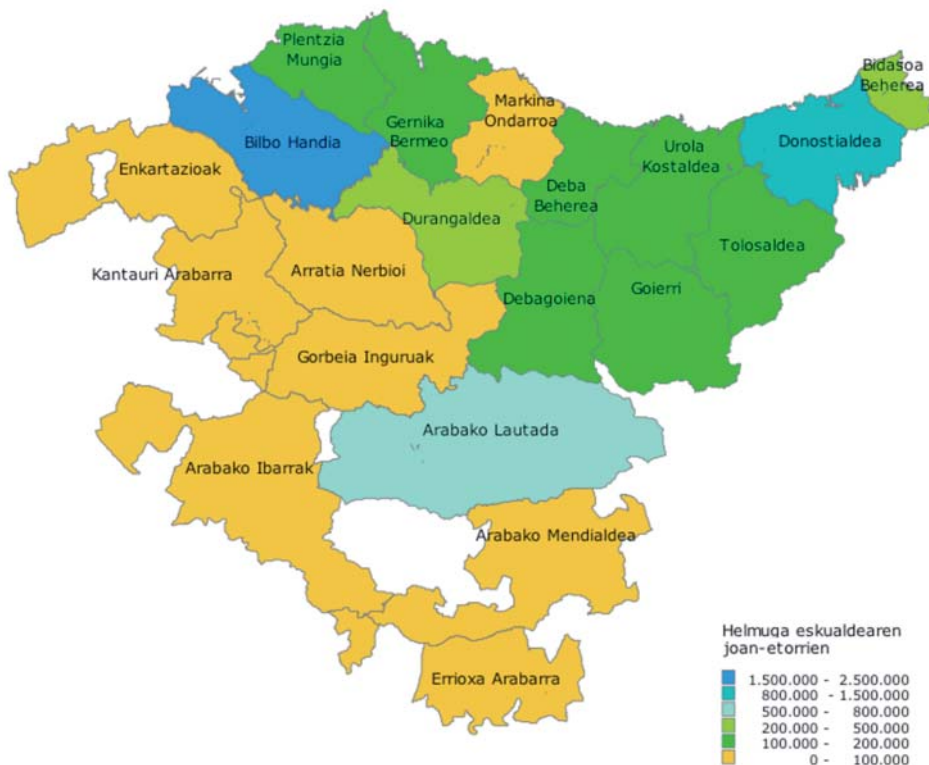 Plentzia
Mungia
Bidasoa
Beherea
Markina
Ondarroa
Gernika
Bermeo
Bilbo Handia
Urola
Kostaldea
Donostialdea
Enkartazioak
Deba
Beherea
Durangaldea
Tolosaldea
Kantauri Arabarra
Arratia Nerbioi
Debagoiena
Goierri
Gorbeia Inguruak
Arabako Lautada
Arabako Ibarrak
Arabako Mendialdea
Errioxa Arabarra
Helmuga eskualdearen
joan-etorrien
1.500.000 - 2.500.000
800.000 - 1.500.000
500.000 - 800.000
200.000 - 500.000
100.000 - 200.000
0 - 100.000